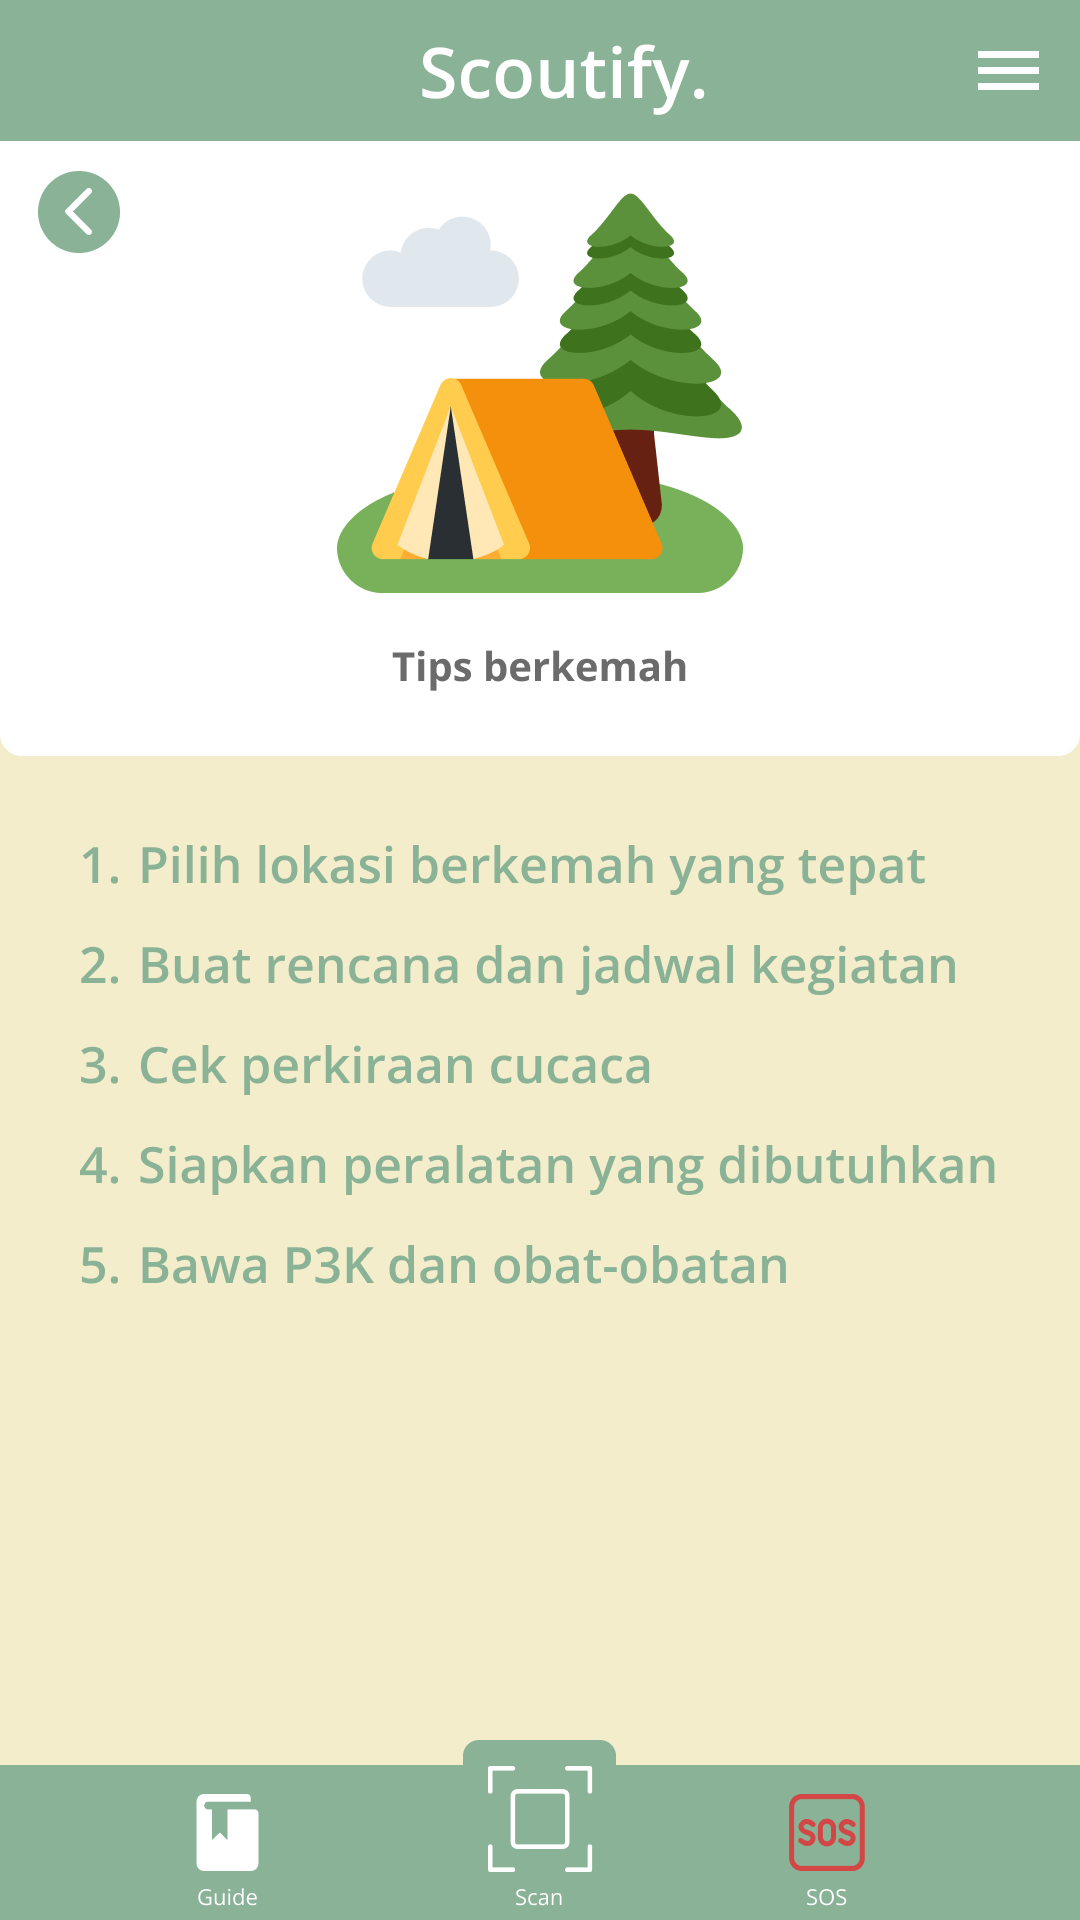 Scoutify.
Tips berkemah
1. Pilih lokasi berkemah yang tepat
2. Buat rencana dan jadwal kegiatan
3. Cek perkiraan cucaca
4. Siapkan peralatan yang dibutuhkan
5. Bawa P3K dan obat-obatan
SOS
Guide
Scan
SOS